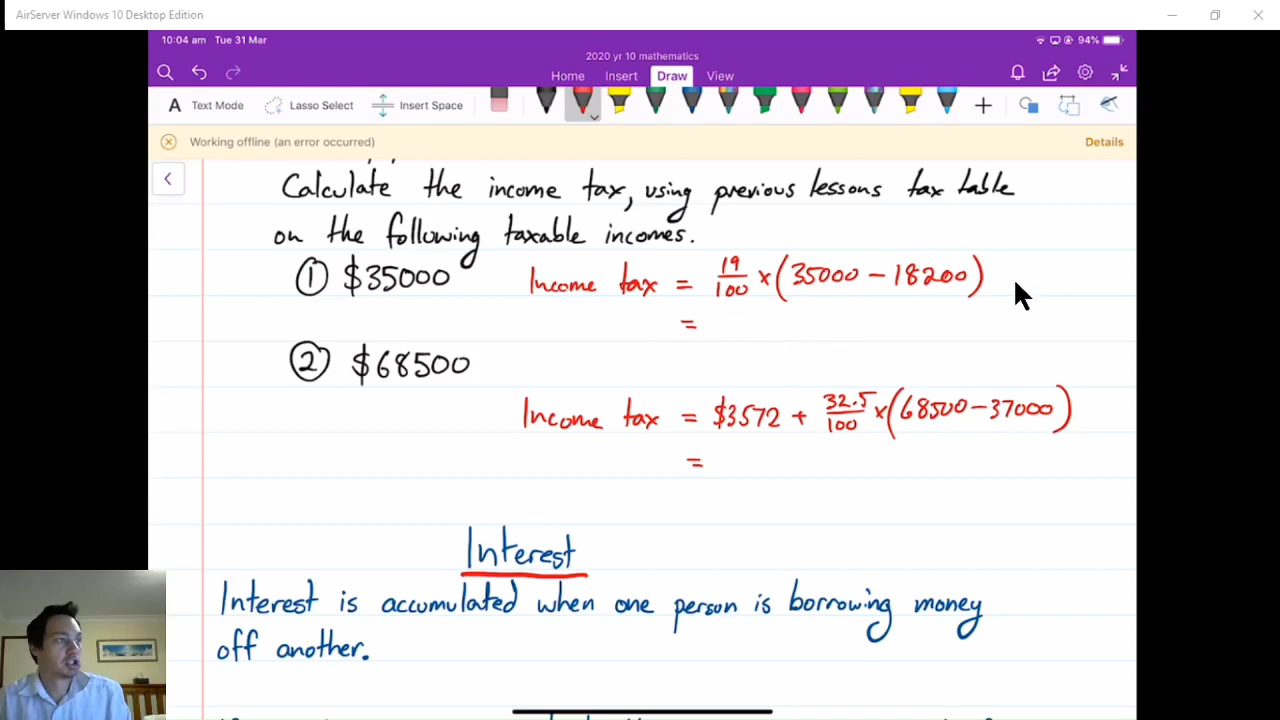 AirServer Windows 10 Desktop Edition
10:04 am Tue 31 Mar
94%
2020 yr 10 mathematics
Home Insert Draw View
A Text Mode Lasso Select Insert Space
Working offline (an error occurred) Details
Calculate the income tax, using previous lessons tax table
on the following taxable incomes.
① $35000 Income tax = 19/100 × (35000 - 18200)
=
② $68500
Income tax = $3572 + 32.5/100 × (68500 - 37000)
=
Interest
Interest is accumulated when one person is borrowing money
off another.